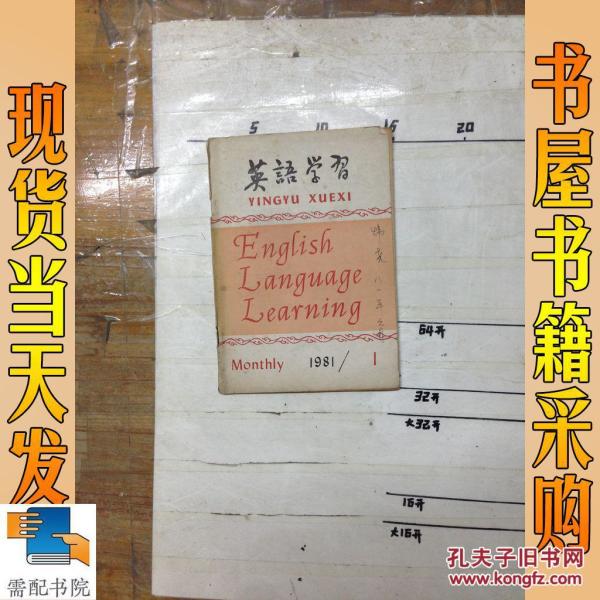 现货当天发
书屋书籍采购
5 10 15 20
英語学習
YINGYU XUEXI
English
Language
Learning
Monthly 1981/1
64开
32开
大32开
16开
大16开
需配书院
孔夫子旧书网
www.kongfz.com